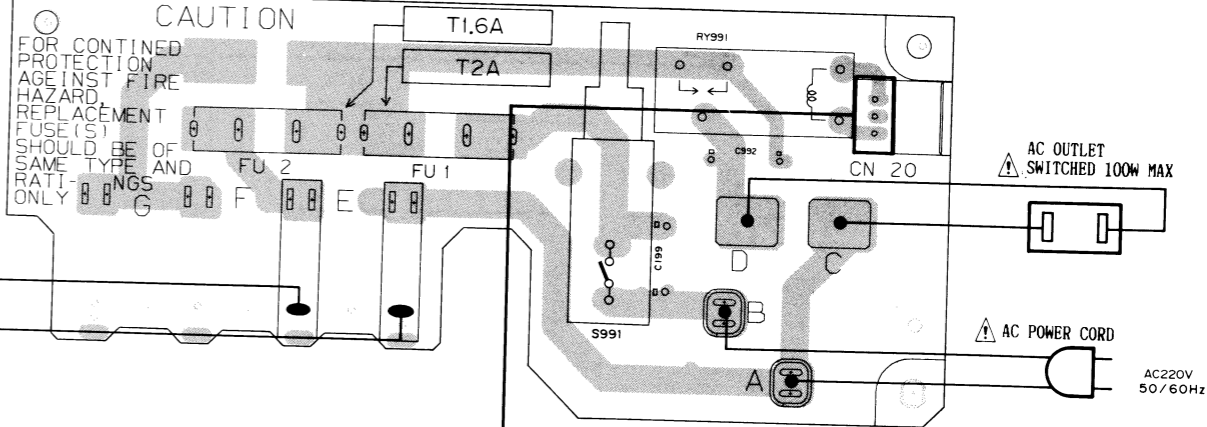 CAUTION
FOR CONTINED
PROTECTION
AGEINST FIRE
HAZARD,
REPLACEMENT
FUSE(S)
SHOULD BE OF
SAME TYPE AND
RATI-NGS
ONLY
T1.6A
T2A
FU 2
FU 1
G
F
E
RY991
C992
CN 20
D
C
C199
S991
B
A
AC OUTLET
SWITCHED 100W MAX
AC POWER CORD
AC220V
50/60Hz